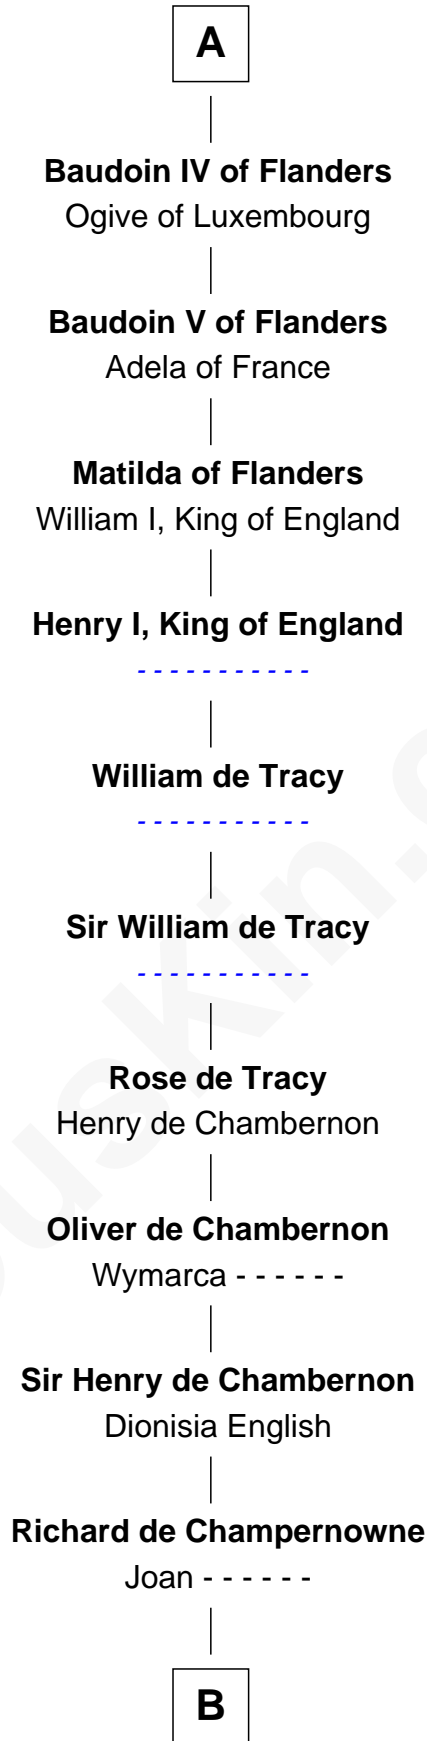 A
Baudoin IV of Flanders
Ogive of Luxembourg
Baudoin V of Flanders
Adela of France
Matilda of Flanders
William I, King of England
Henry I, King of England
- - - - - - - - - - -
William de Tracy
- - - - - - - - - - -
Sir William de Tracy
- - - - - - - - - - -
Rose de Tracy
Henry de Chambernon
Oliver de Chambernon
Wymarca - - - - - -
Sir Henry de Chambernon
Dionisia English
Richard de Champernowne
Joan - - - - - -
B